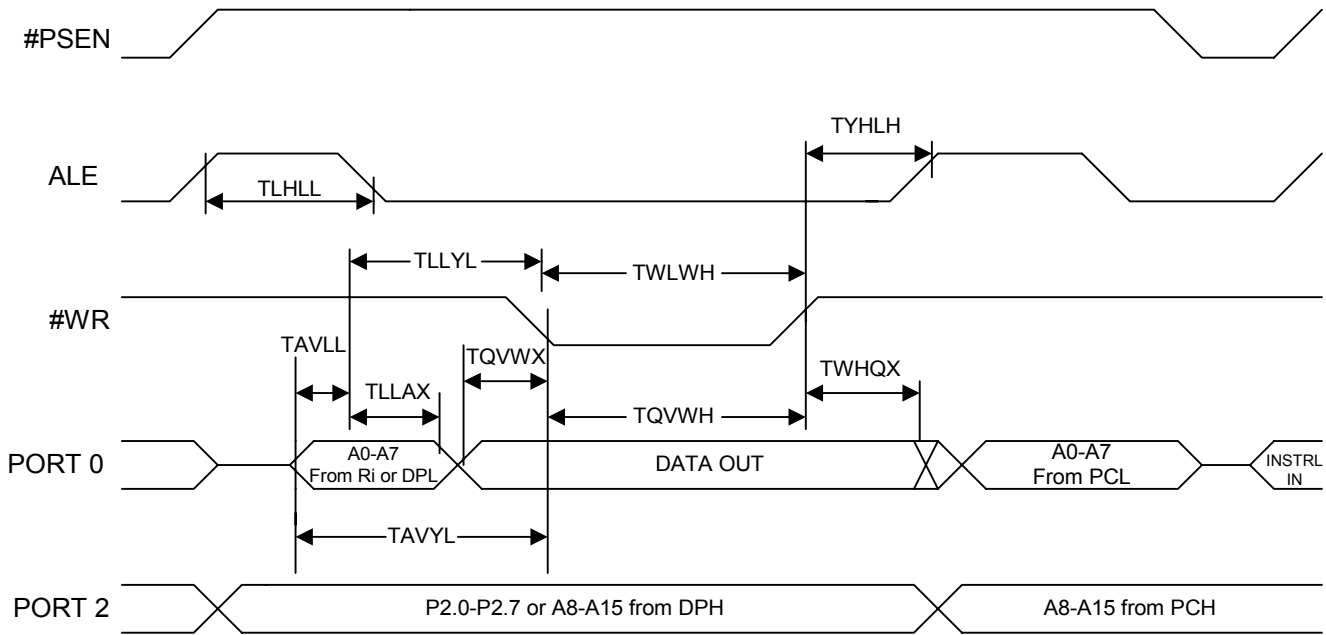 #PSEN
TYHLH
ALE
TLHLL
TLLYL
TWLWH
#WR
TAVLL
TQVWX
TLLAX
TWHQX
TQVWH
PORT 0
A0-A7
From Ri or DPL
DATA OUT
A0-A7
From PCL
INSTRL
IN
TAVYL
PORT 2
P2.0-P2.7 or A8-A15 from DPH
A8-A15 from PCH